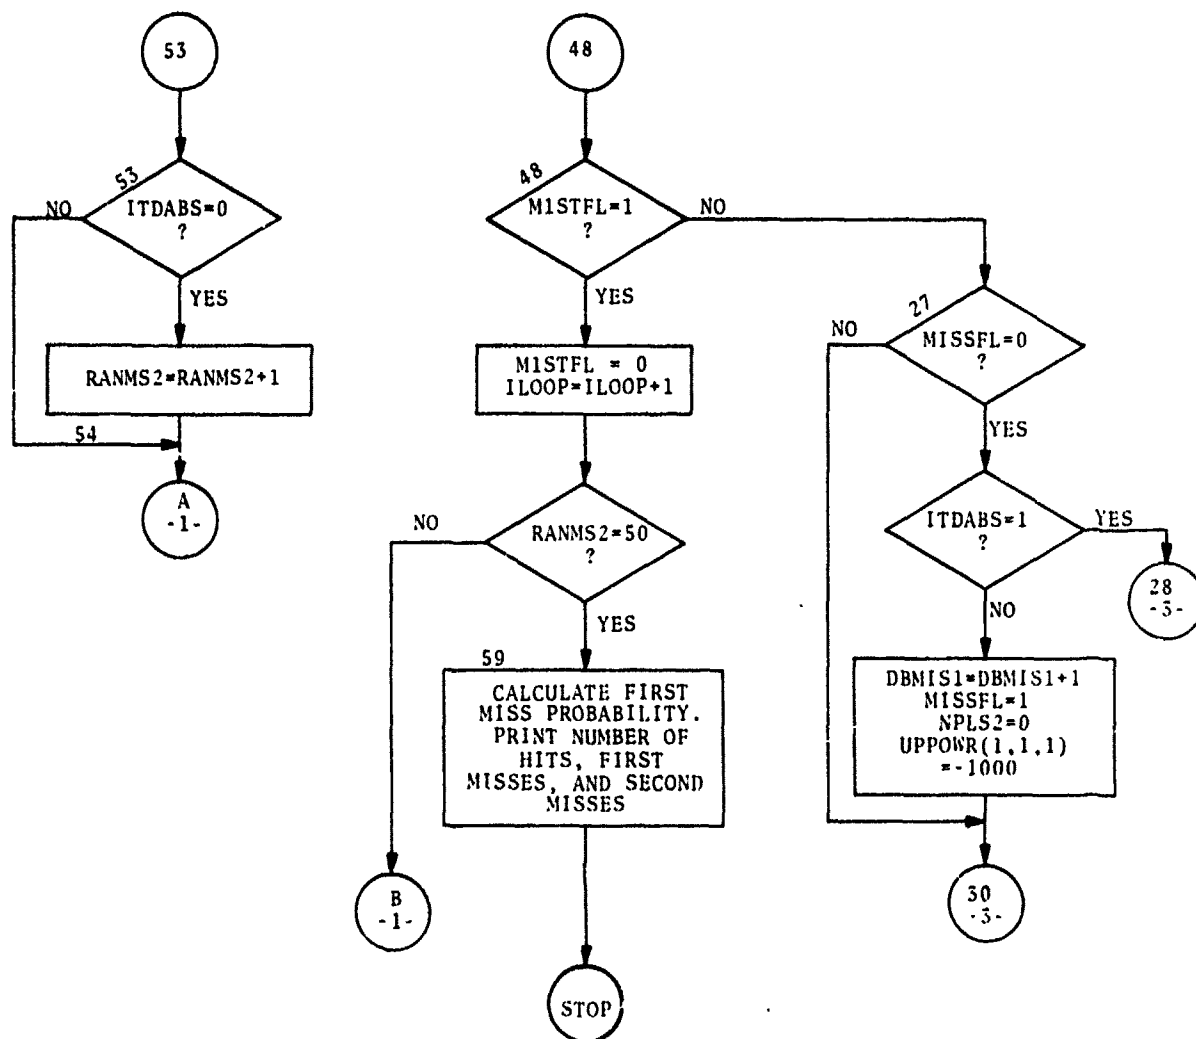 53
53
ITDABS=0
?
NO
YES
RANMS2=RANMS2+1
54
A
-1-
48
48
M1STFL=1
?
NO
YES
M1STFL = 0
ILOOP=ILOOP+1
RANMS2=50
?
NO
YES
59
CALCULATE FIRST
MISS PROBABILITY.
PRINT NUMBER OF
HITS, FIRST
MISSES, AND SECOND
MISSES
B
-1-
STOP
27
MISSFL=0
?
NO
YES
ITDABS=1
?
YES
28
-3-
NO
DBMIS1=DBMIS1+1
MISSFL=1
NPLS2=0
UPPOWR(1,1,1)
=-1000
30
-3-